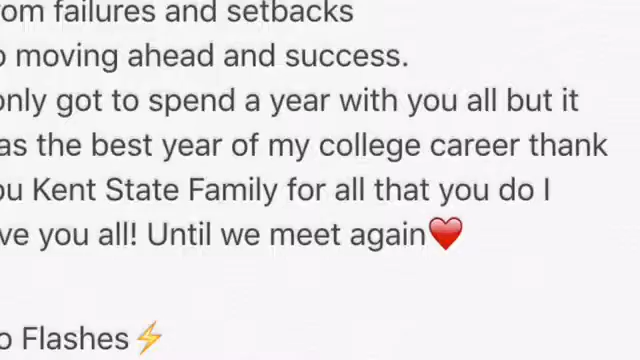 om failures and setbacks
moving ahead and success.
only got to spend a year with you all but it
as the best year of my college career thank
ou Kent State Family for all that you do I
ve you all! Until we meet again❤️
o Flashes⚡